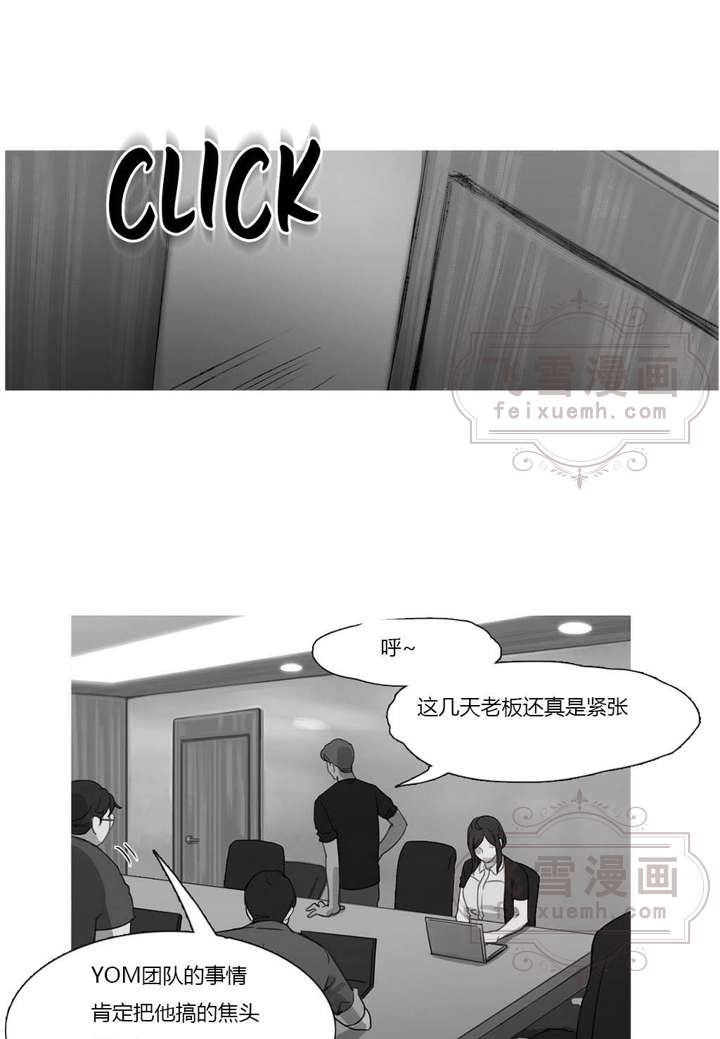 CLICK
飞雪漫画
feixuemh.com
呼~
这几天老板还真是紧张
飞雪漫画
feixuemh.com
YOM团队的事情
肯定把他搞的焦头